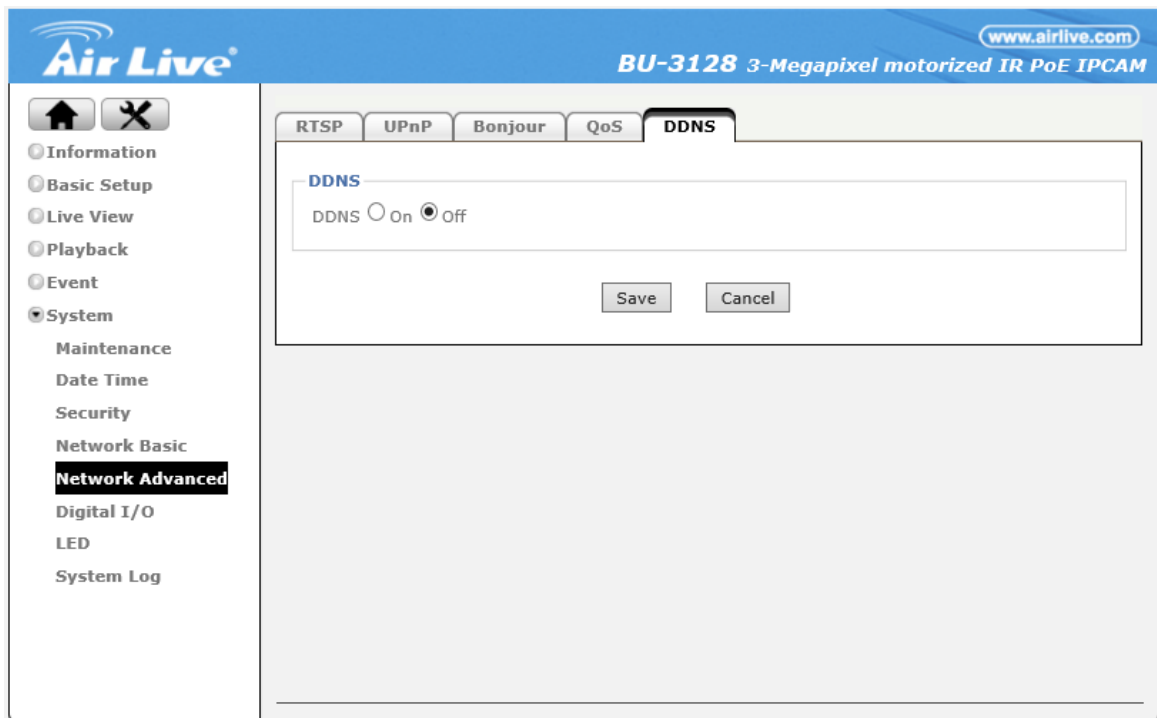 Air Live®
www.airlive.com
BU-3128 3-Megapixel motorized IR PoE IPCAM
Information
Basic Setup
Live View
Playback
Event
System
Maintenance
Date Time
Security
Network Basic
Network Advanced
Digital I/O
LED
System Log
RTSP
UPnP
Bonjour
QoS
DDNS
DDNS
DDNS On Off
Save
Cancel